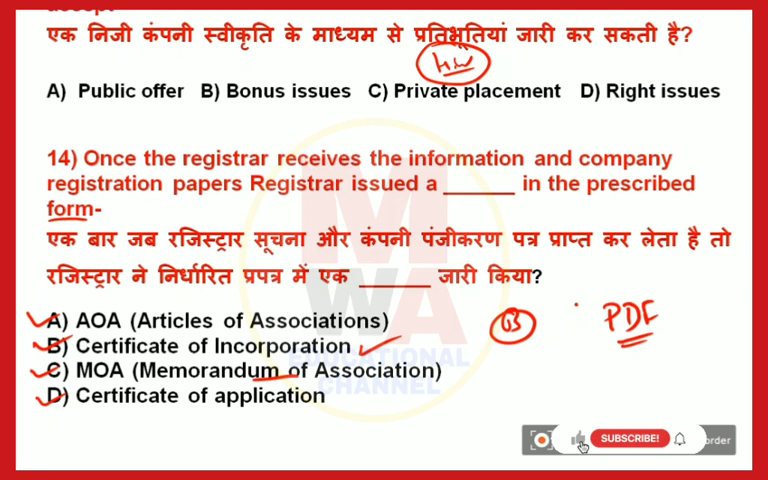 एक निजी कंपनी स्वीकृति के माध्यम से प्रतिभूतियां जारी कर सकती है?
HW
A) Public offer B) Bonus issues C) Private placement D) Right issues
14) Once the registrar receives the information and company
registration papers Registrar issued a ______ in the prescribed
form-
एक बार जब रजिस्ट्रार सूचना और कंपनी पंजीकरण पत्र प्राप्त कर लेता है तो
रजिस्ट्रार ने निर्धारित प्रपत्र में एक ______ जारी किया?
A) AOA (Articles of Associations)
B) Certificate of Incorporation
C) MOA (Memorandum of Association)
D) Certificate of application
B
PDF
MWA
EDUCATIONAL
CHANNEL
SUBSCRIBE!